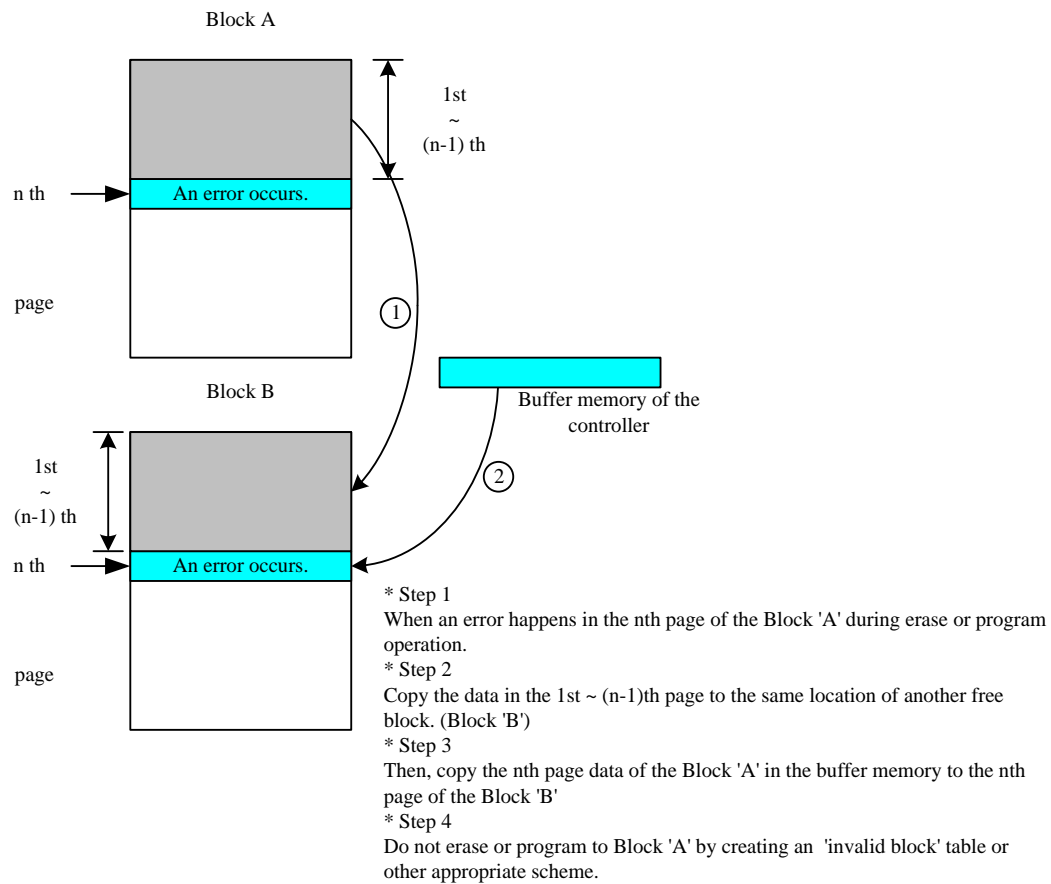 Block A
1st
~
(n-1) th
n th
An error occurs.
page
1
Block B
Buffer memory of the
controller
1st
~
(n-1) th
2
n th
An error occurs.
page
* Step 1
When an error happens in the nth page of the Block 'A' during erase or program
operation.
* Step 2
Copy the data in the 1st ~ (n-1)th page to the same location of another free
block. (Block 'B')
* Step 3
Then, copy the nth page data of the Block 'A' in the buffer memory to the nth
page of the Block 'B'
* Step 4
Do not erase or program to Block 'A' by creating an 'invalid block' table or
other appropriate scheme.